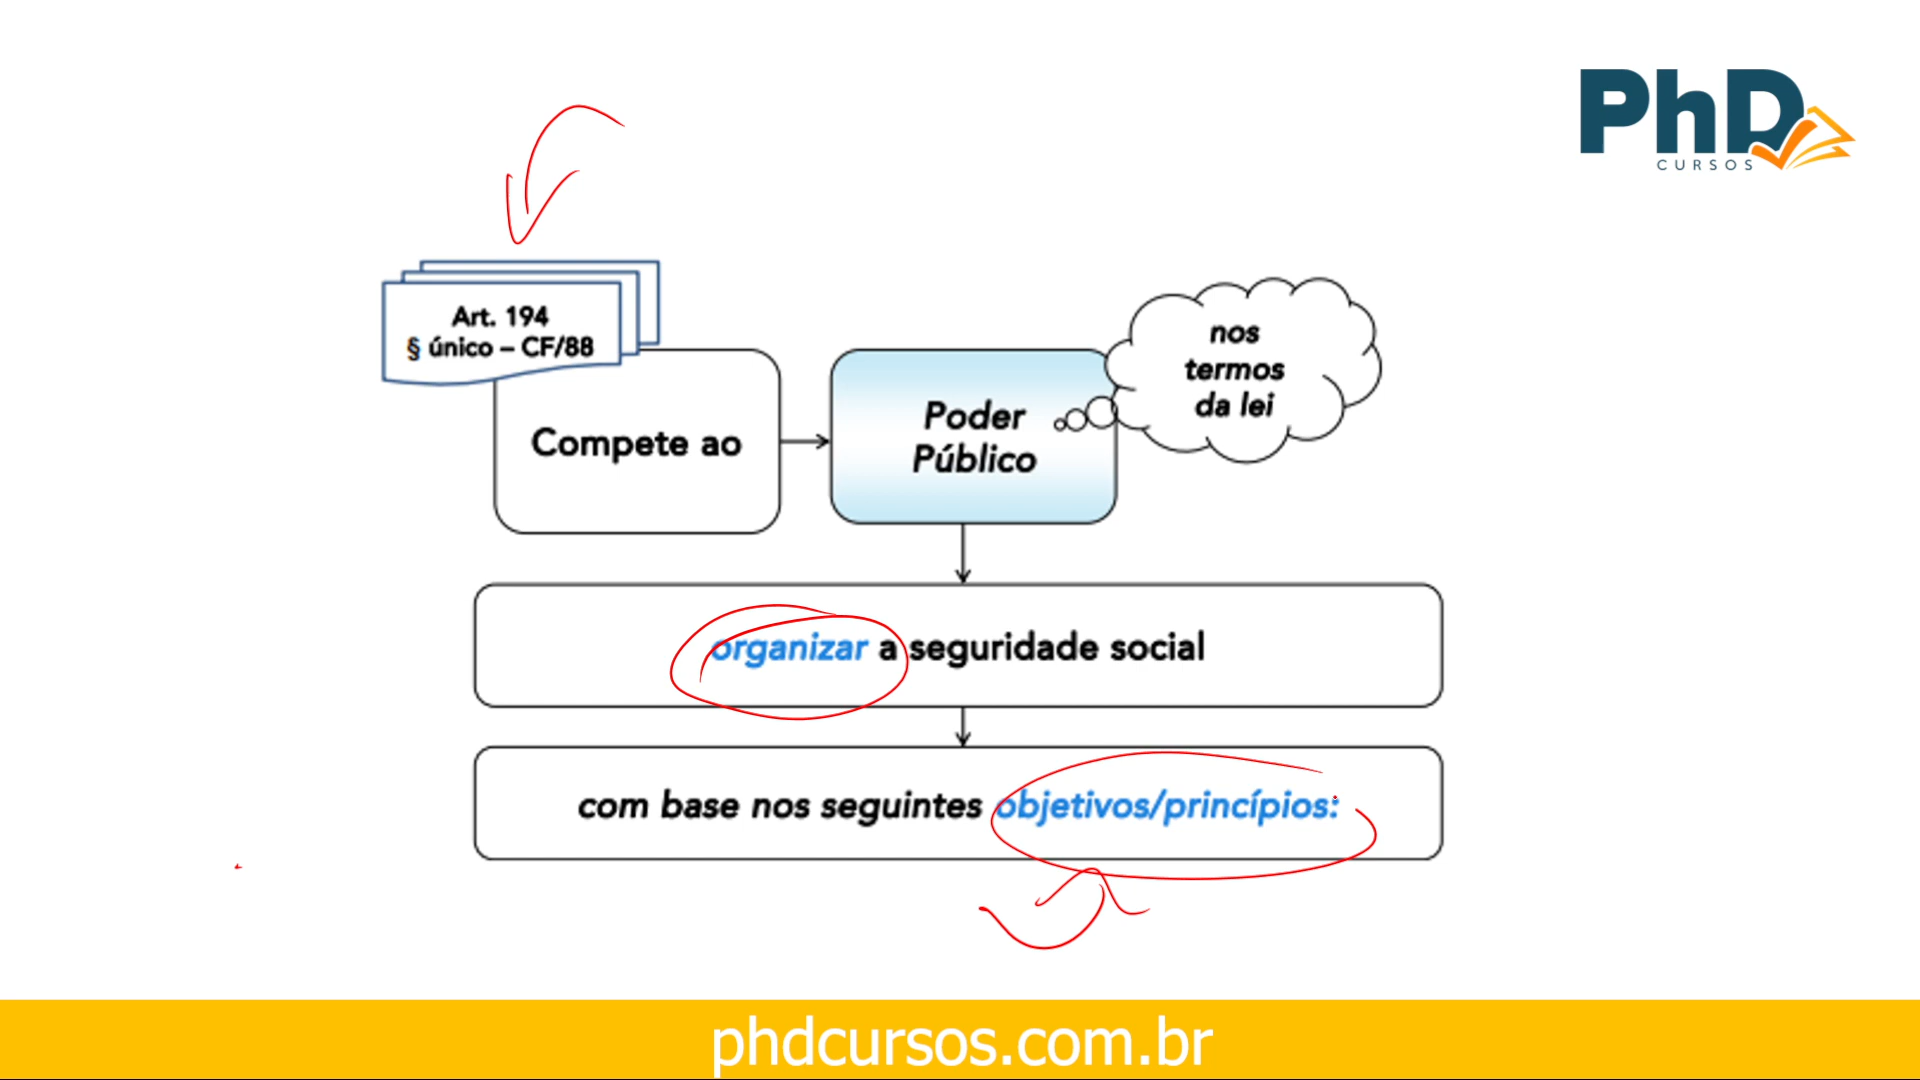 PhD
CURSOS
Art. 194
§ único – CF/88
nos
termos
da lei
Compete ao
Poder
Público
organizar a seguridade social
com base nos seguintes objetivos/princípios:
phdcursos.com.br